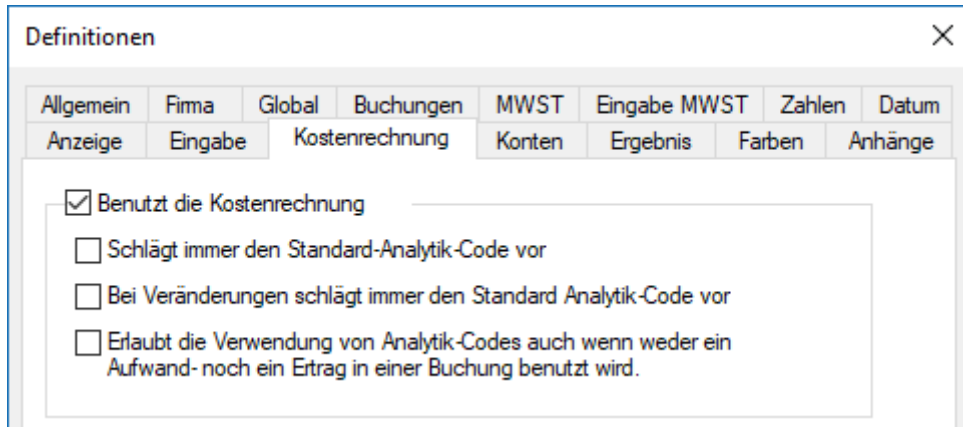 Definitionen
Allgemein Firma Global Buchungen MWST Eingabe MWST Zahlen Datum
Anzeige Eingabe Kostenrechnung Konten Ergebnis Farben Anhänge
Benutzt die Kostenrechnung
Schlägt immer den Standard-Analytik-Code vor
Bei Veränderungen schlägt immer den Standard Analytik-Code vor
Erlaubt die Verwendung von Analytik-Codes auch wenn weder ein
Aufwand- noch ein Ertrag in einer Buchung benutzt wird.